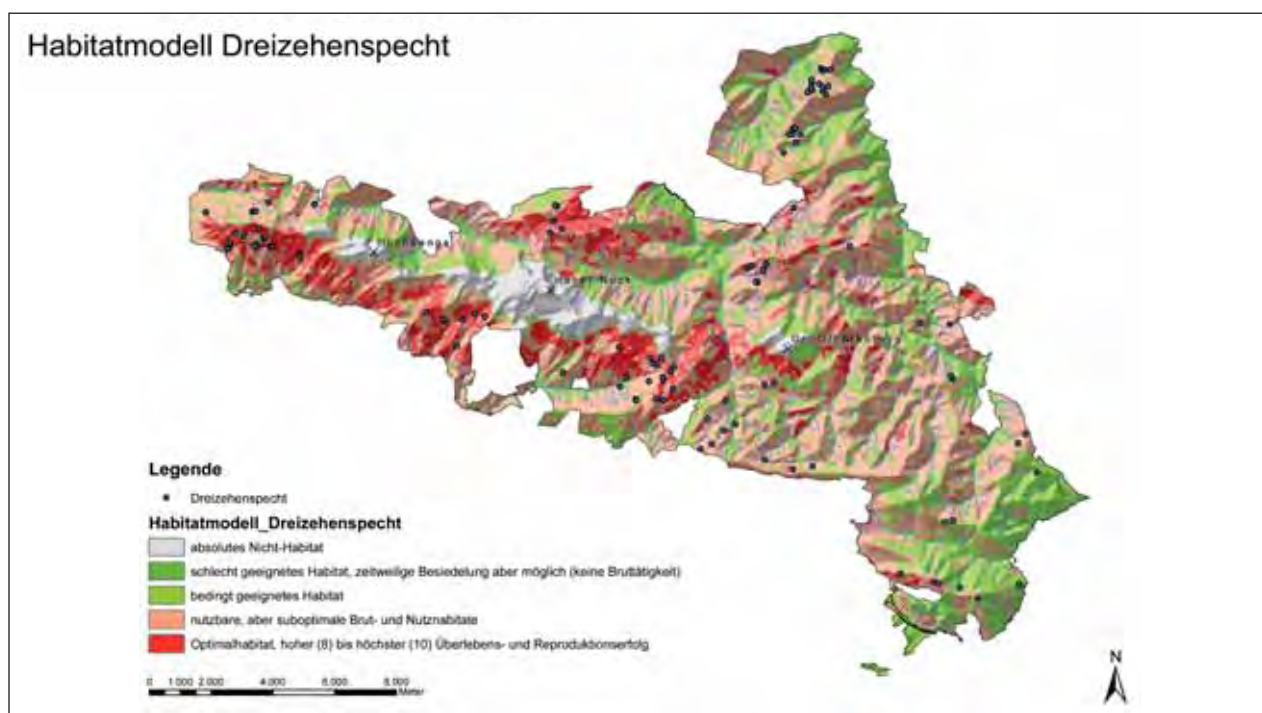 Habitatmodell Dreizehenspecht
Legende
Dreizehenspecht
Habitatmodell_Dreizehenspecht
absolutes Nicht-Habitat
schlecht geeignetes Habitat, zeitweilige Besiedelung aber möglich (keine Bruttätigkeit)
bedingt geeignetes Habitat
nutzbare, aber suboptimale Brut- und Nutzhabitate
Optimalhabitat, hoher (8) bis höchster (10) Überlebens- und Reproduktionserfolg
0 1.000 2.000 4.000 6.000 8.000
Meter
N